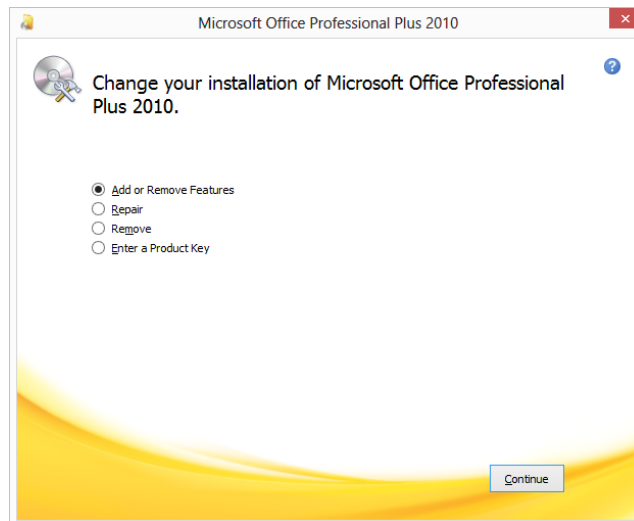 Microsoft Office Professional Plus 2010
Change your installation of Microsoft Office Professional
Plus 2010.
Add or Remove Features
Repair
Remove
Enter a Product Key
Continue